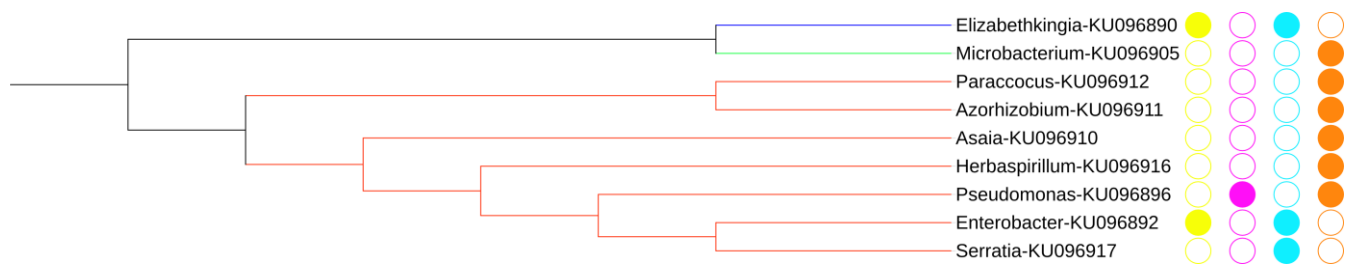 Elizabethkingia-KU096890
Microbacterium-KU096905
Paraccocus-KU096912
Azorhizobium-KU096911
Asaia-KU096910
Herbaspirillum-KU096916
Pseudomonas-KU096896
Enterobacter-KU096892
Serratia-KU096917